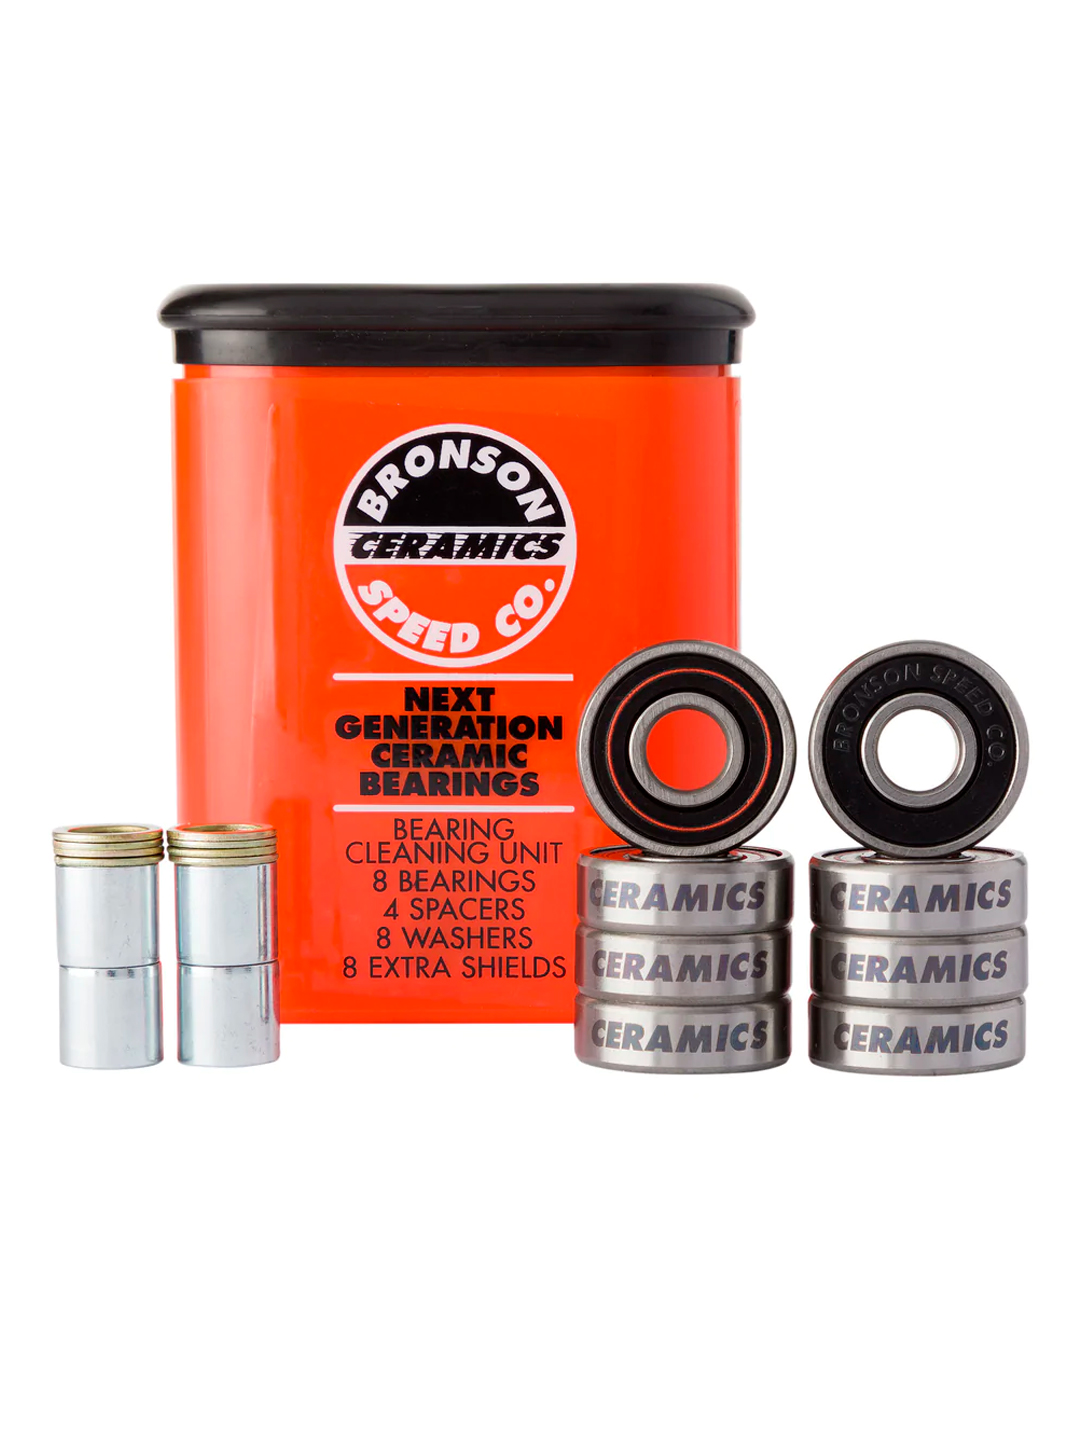 BRONSON
CERAMICS
SPEED CO.
NEXT
GENERATION
CERAMIC
BEARINGS
BEARING
CLEANING UNIT
8 BEARINGS
4 SPACERS
8 WASHERS
8 EXTRA SHIELDS
BRONSON SPEED CO.
CERAMICS
CERAMICS
CERAMICS
CERAMICS
CERAMICS
CERAMICS